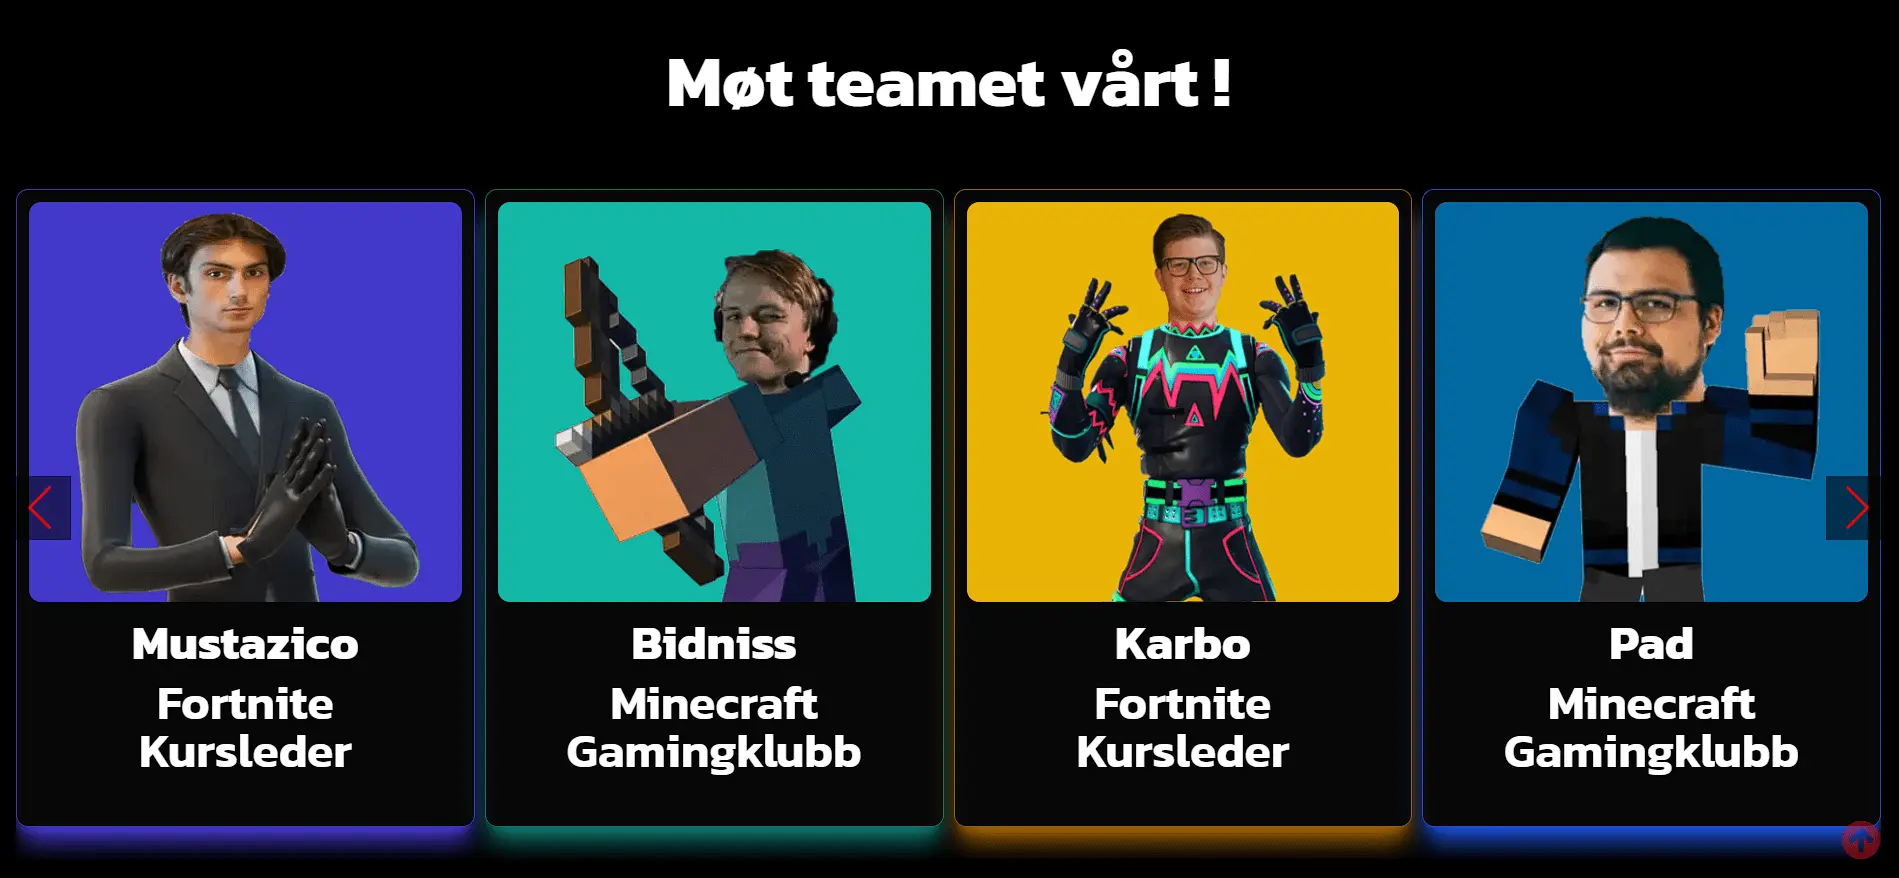 Møt teamet vårt !
Mustazico
Fortnite
Kursleder
Bidniss
Minecraft
Gamingklubb
Karbo
Fortnite
Kursleder
Pad
Minecraft
Gamingklubb